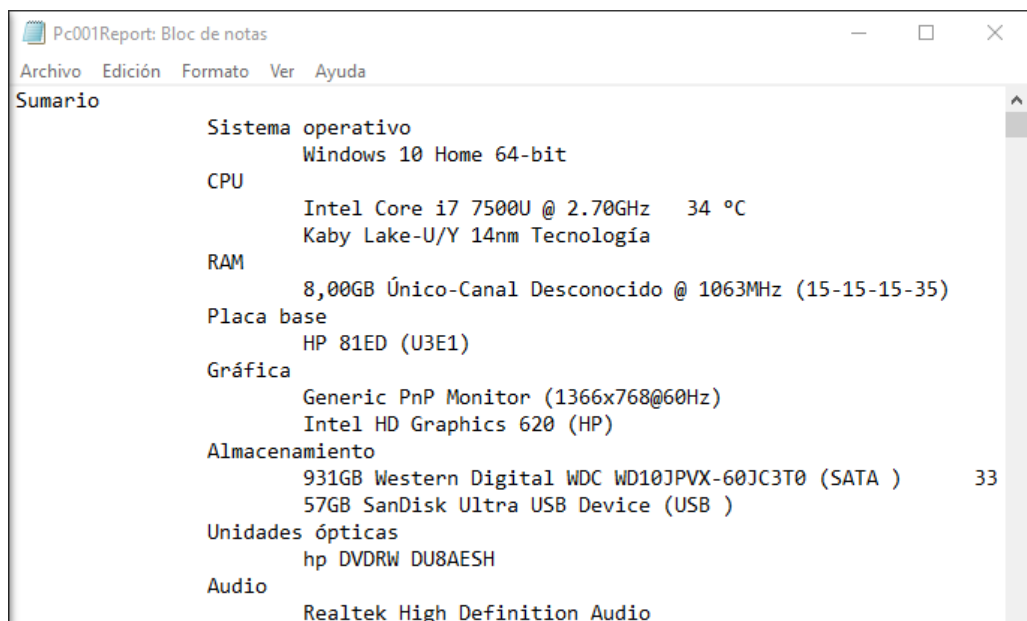 Pc001Report: Bloc de notas
Archivo Edición Formato Ver Ayuda
Sumario
Sistema operativo
Windows 10 Home 64-bit
CPU
Intel Core i7 7500U @ 2.70GHz 34 °C
Kaby Lake-U/Y 14nm Tecnología
RAM
8,00GB Único-Canal Desconocido @ 1063MHz (15-15-15-35)
Placa base
HP 81ED (U3E1)
Gráfica
Generic PnP Monitor (1366x768@60Hz)
Intel HD Graphics 620 (HP)
Almacenamiento
931GB Western Digital WDC WD10JPVX-60JC3T0 (SATA ) 33
57GB SanDisk Ultra USB Device (USB )
Unidades ópticas
hp DVDRW DU8AESH
Audio
Realtek High Definition Audio